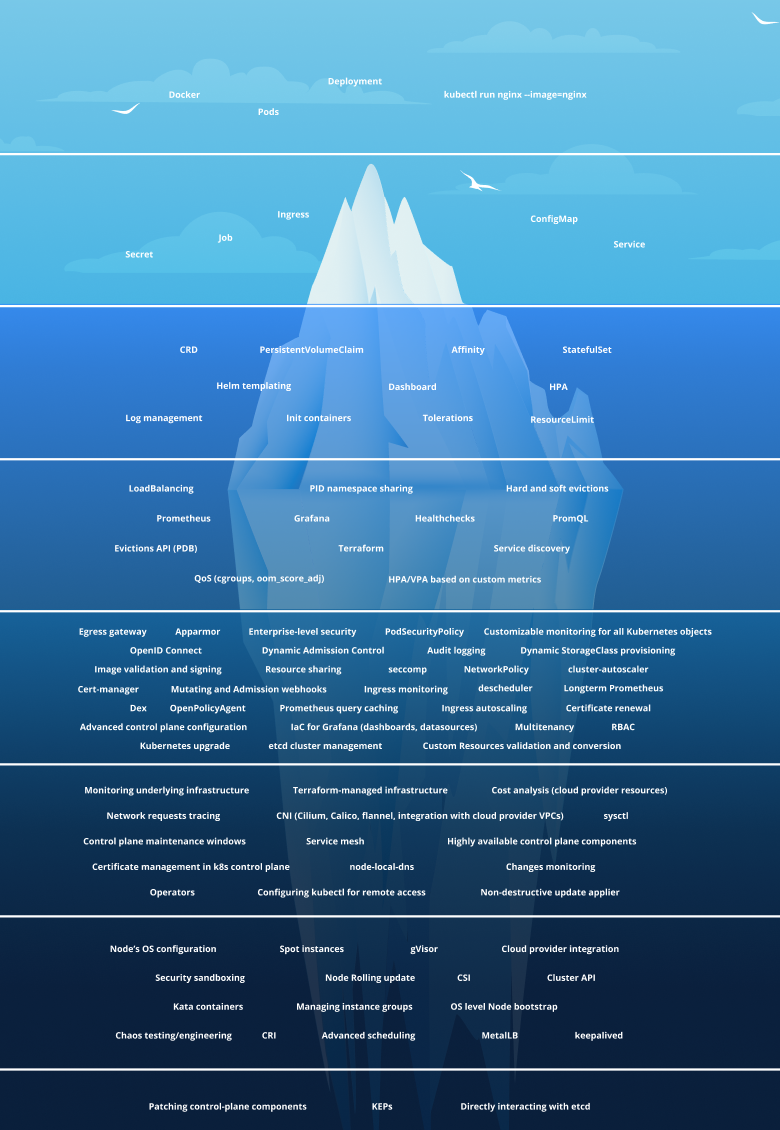 Deployment
Docker kubectl run nginx --image=nginx
Pods
Ingress ConfigMap
Job Service
Secret
CRD PersistentVolumeClaim Affinity StatefulSet
Helm templating Dashboard HPA
Log management Init containers Tolerations ResourceLimit
LoadBalancing PID namespace sharing Hard and soft evictions
Prometheus Grafana Healthchecks PromQL
Evictions API (PDB) Terraform Service discovery
QoS (cgroups, oom_score_adj) HPA/VPA based on custom metrics
Egress gateway Apparmor Enterprise-level security PodSecurityPolicy Customizable monitoring for all Kubernetes objects
OpenID Connect Dynamic Admission Control Audit logging Dynamic StorageClass provisioning
Image validation and signing Resource sharing seccomp NetworkPolicy cluster-autoscaler
Cert-manager Mutating and Admission webhooks Ingress monitoring descheduler Longterm Prometheus
Dex OpenPolicyAgent Prometheus query caching Ingress autoscaling Certificate renewal
Advanced control plane configuration IaC for Grafana (dashboards, datasources) Multitenancy RBAC
Kubernetes upgrade etcd cluster management Custom Resources validation and conversion
Monitoring underlying infrastructure Terraform-managed infrastructure Cost analysis (cloud provider resources)
Network requests tracing CNI (Cilium, Calico, flannel, integration with cloud provider VPCs) sysctl
Control plane maintenance windows Service mesh Highly available control plane components
Certificate management in k8s control plane node-local-dns Changes monitoring
Operators Configuring kubectl for remote access Non-destructive update applier
Node's OS configuration Spot instances gVisor Cloud provider integration
Security sandboxing Node Rolling update CSI Cluster API
Kata containers Managing instance groups OS level Node bootstrap
Chaos testing/engineering CRI Advanced scheduling MetalLB keepalived
Patching control-plane components KEPs Directly interacting with etcd